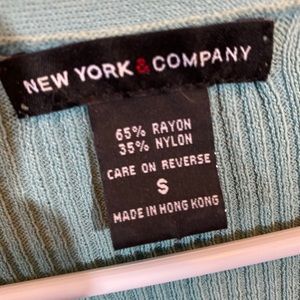 NEW YORK & COMPANY
65% RAYON
35% NYLON
CARE ON REVERSE
S
MADE IN HONG KONG